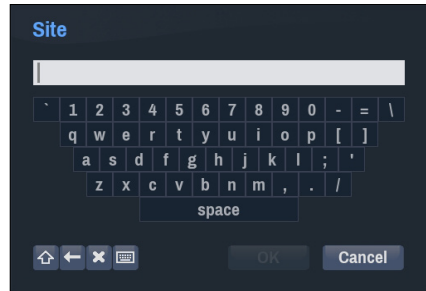 Site
` 1 2 3 4 5 6 7 8 9 0 - = \
q w e r t y u i o p [ ]
a s d f g h j k l ; '
z x c v b n m , . /
space
OK Cancel